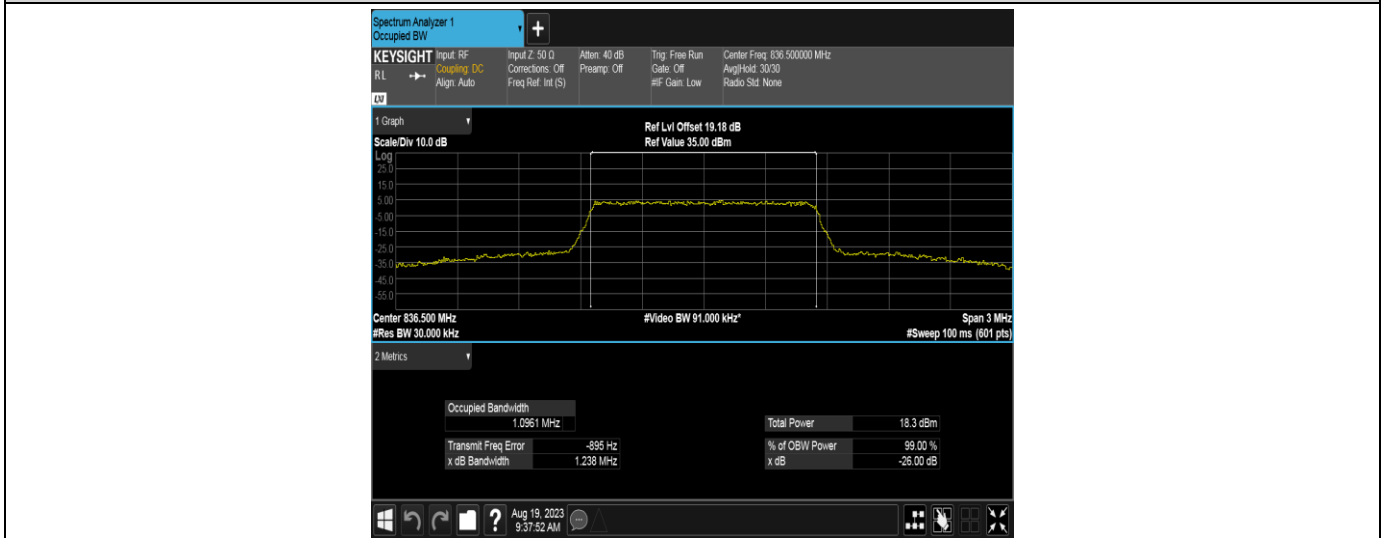 Spectrum Analyzer 1
Occupied BW
+
KEYSIGHT Input: RF Input Z: 50 Ω Atten: 40 dB Trig: Free Run Center Freq: 836.500000 MHz
RL Coupling: DC Corrections: Off Preamp: Off Gate: Off Avg|Hold: 30/30
Align: Auto Freq Ref: Int (S) #IF Gain: Low Radio Std: None
LXI
1 Graph
Ref Lvl Offset 19.18 dB
Scale/Div 10.0 dB Ref Value 35.00 dBm
Log
25.0
15.0
5.00
-5.00
-15.0
-25.0
-35.0
-45.0
-55.0
Center 836.500 MHz #Video BW 91.000 kHz* Span 3 MHz
#Res BW 30.000 kHz #Sweep 100 ms (601 pts)
2 Metrics
Occupied Bandwidth
1.0961 MHz Total Power 18.3 dBm
Transmit Freq Error -895 Hz % of OBW Power 99.00 %
x dB Bandwidth 1.238 MHz x dB -26.00 dB
? Aug 19, 2023
9:37:52 AM